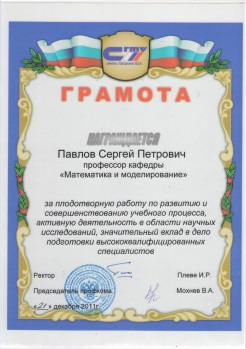 СГТУ
ГРАМОТА
НАГРАЖДАЕТСЯ
Павлов Сергей Петрович
профессор кафедры
«Математика и моделирование»
за плодотворную работу по развитию и
совершенствованию учебного процесса,
активную деятельность в области научных
исследований, значительный вклад в дело
подготовки высококвалифицированных
специалистов
Ректор Плеве И.Р.
Председатель профкома Мохнев В.А.
«21» декабря 2011г.